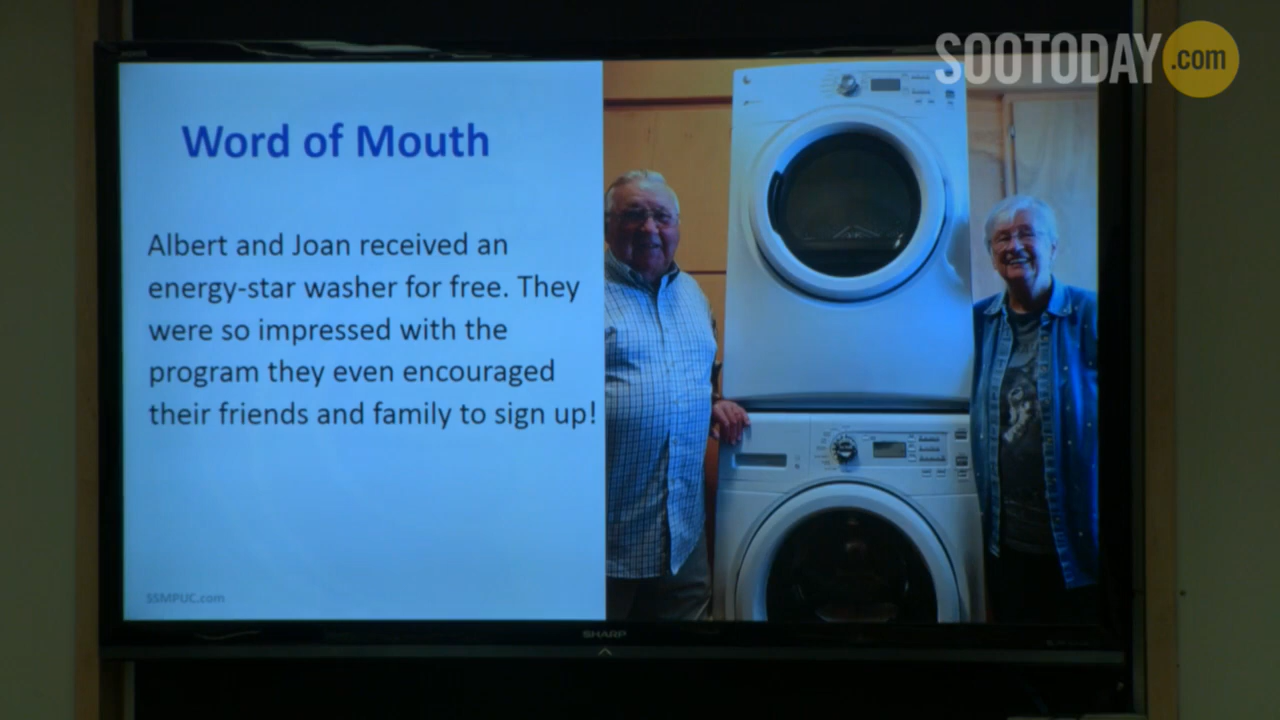 SOOTODAY .com
Word of Mouth
Albert and Joan received an
energy-star washer for free. They
were so impressed with the
program they even encouraged
their friends and family to sign up!
SSMPUC.com
SHARP